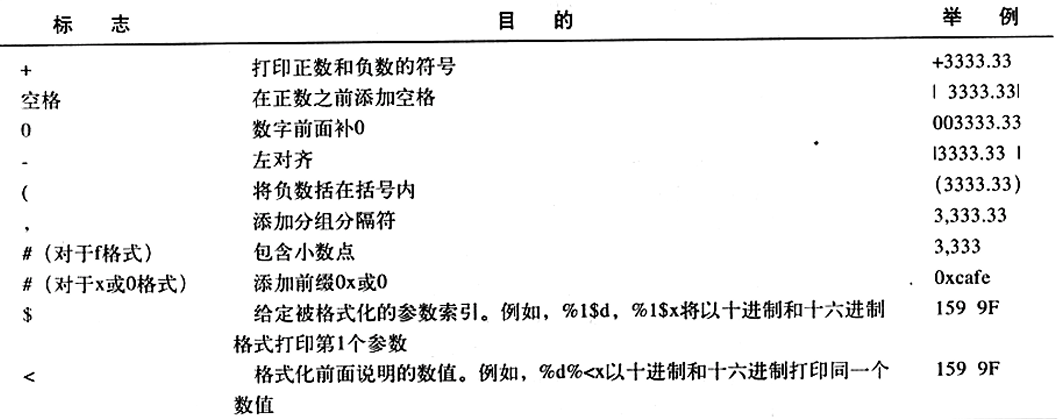 标 志 目 的 举 例
+ 打印正数和负数的符号 +3333.33
空格 在正数之前添加空格 | 3333.33|
0 数字前面补0 003333.33
- 左对齐 |3333.33 |
( 将负数括在括号内 (3333.33)
, 添加分组分隔符 3,333.33
# (对于f格式) 包含小数点 3,333
# (对于x或0格式) 添加前缀0x或0 0xcafe
$ 给定被格式化的参数索引。例如，%1$d，%1$x将以十进制和十六进制 159 9F
格式打印第1个参数
< 格式化前面说明的数值。例如，%d%<x以十进制和十六进制打印同一个 159 9F
数值